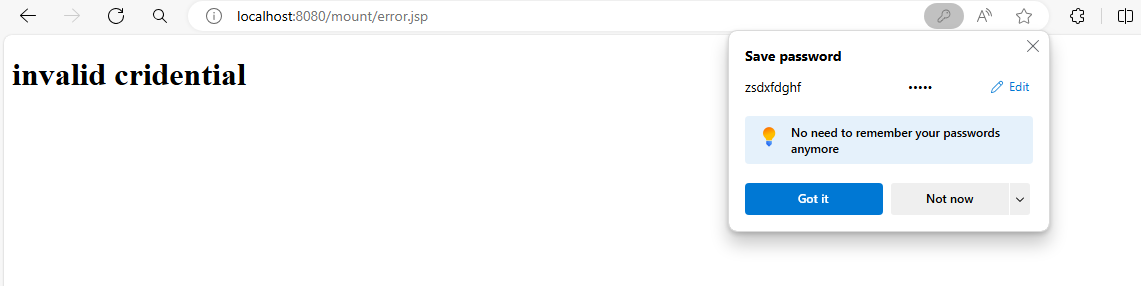 localhost:8080/mount/error.jsp
invalid cridential
Save password
zsdxfdghf ••••• Edit
No need to remember your passwords
anymore
Got it Not now